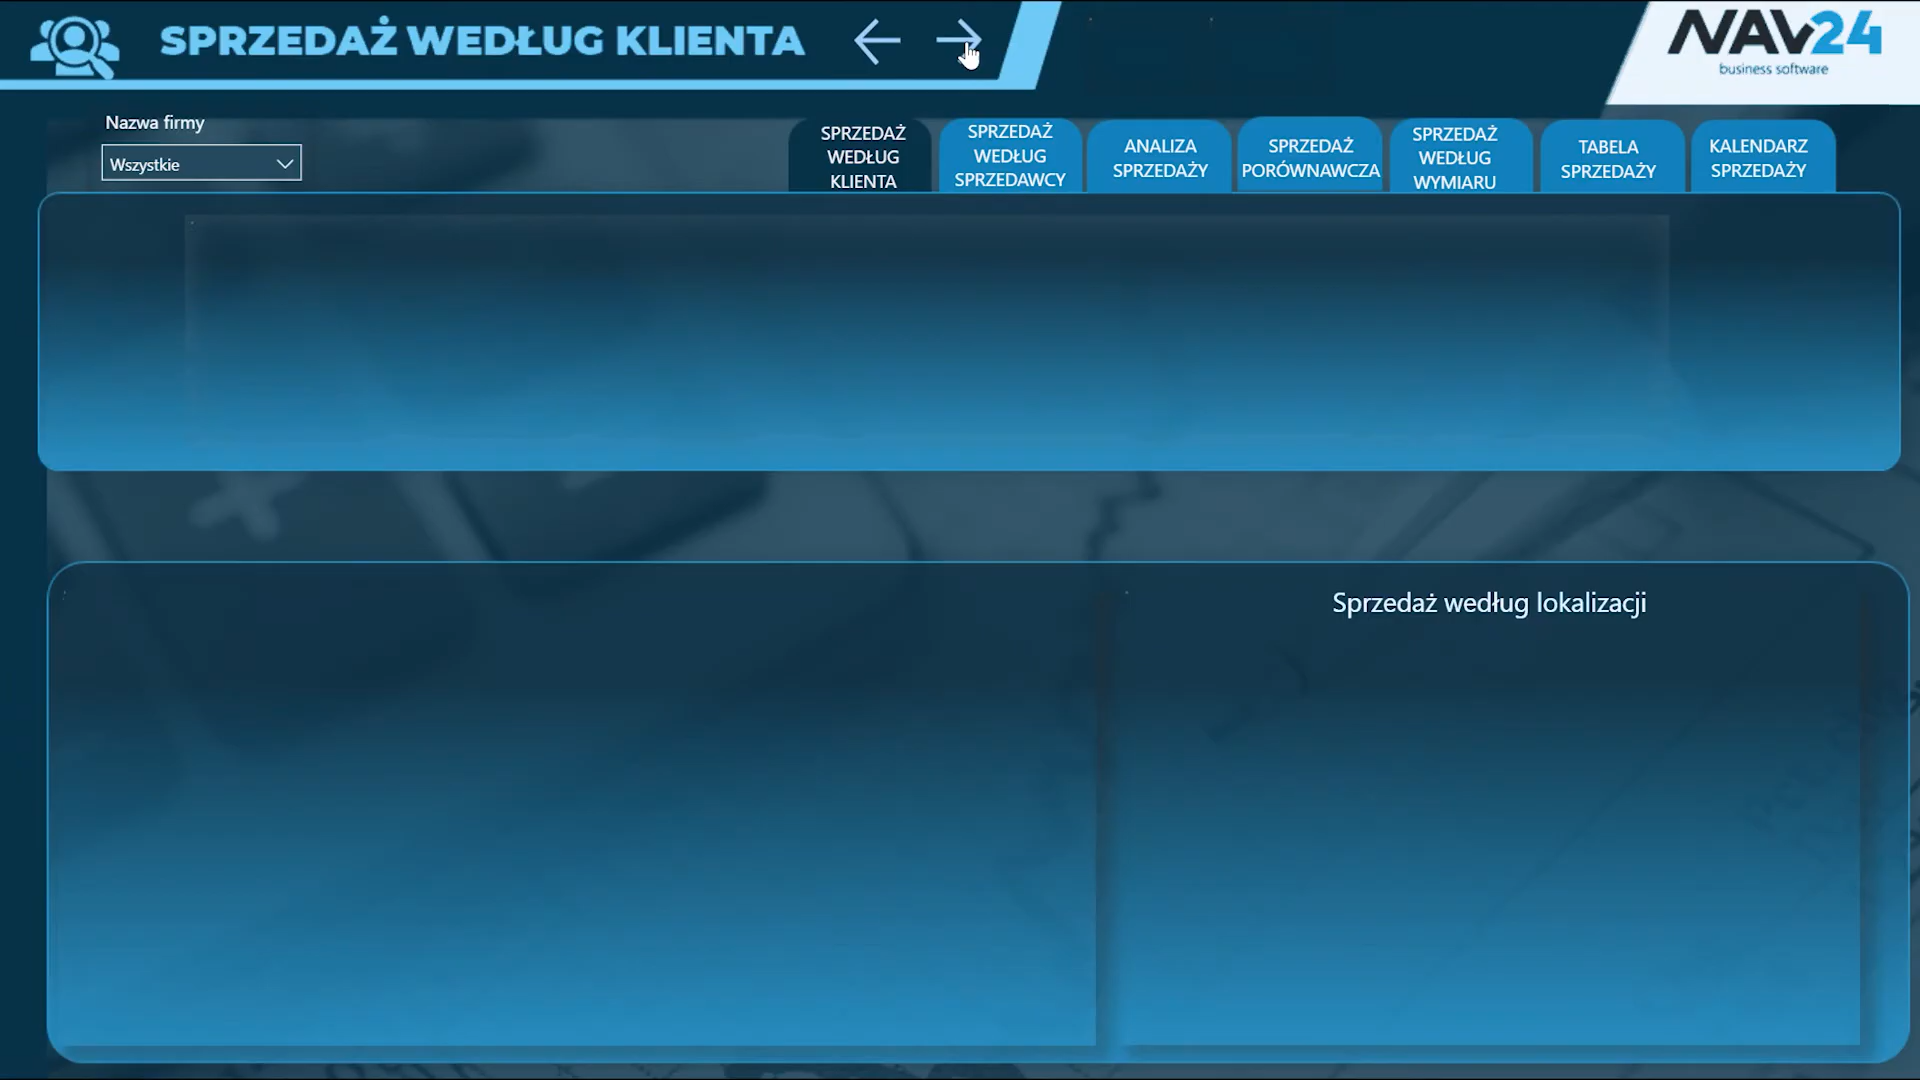 SPRZEDAŻ WEDŁUG KLIENTA
NAV24
business software
Nazwa firmy
Wszystkie
SPRZEDAŻ
WEDŁUG
KLIENTA
SPRZEDAŻ
WEDŁUG
SPRZEDAWCY
ANALIZA
SPRZEDAŻY
SPRZEDAŻ
PORÓWNAWCZA
SPRZEDAŻ
WEDŁUG
WYMIARU
TABELA
SPRZEDAŻY
KALENDARZ
SPRZEDAŻY
Sprzedaż według lokalizacji